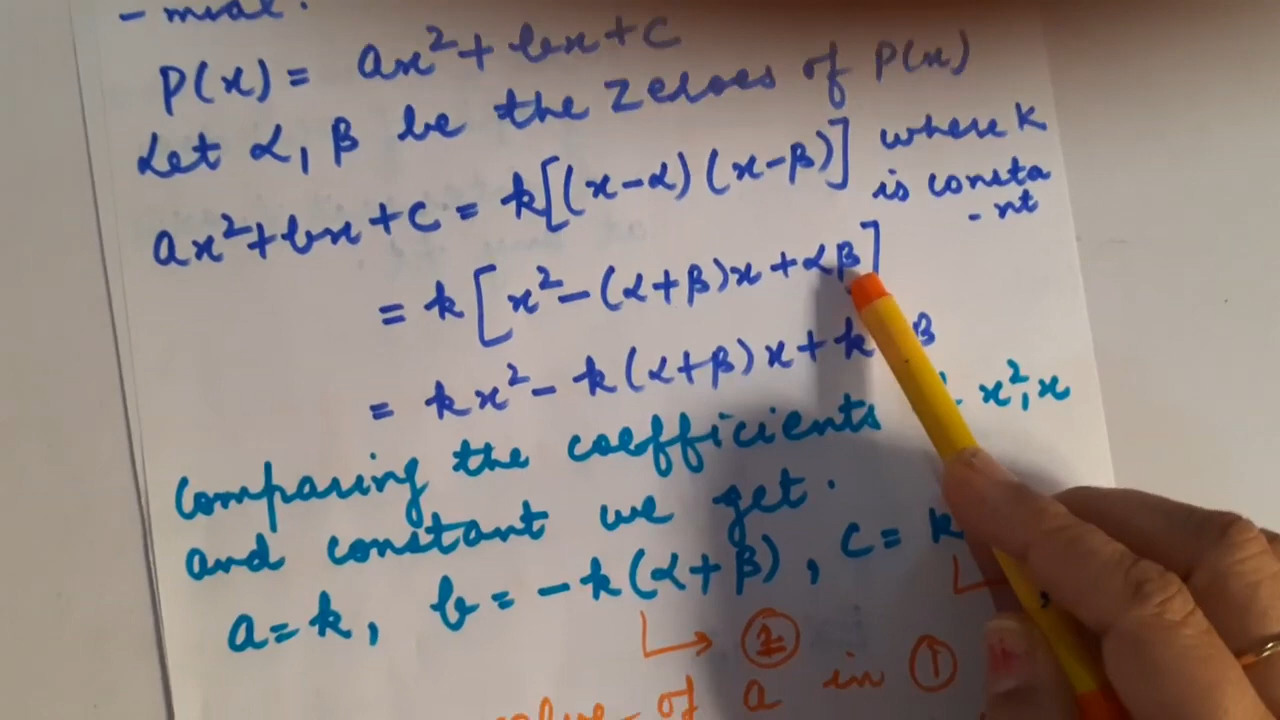 - mial.
P(x) = ax² + bx + c
Let α, β be the zeroes of P(x)
ax² + bx + c = k[(x-α)(x-β)] where k is consta
- nt
= k[x² - (α+β)x + αβ]
= kx² - k(α+β)x + k β
Comparing the coefficients x², x
and constant we get.
a = k, b = -k(α+β), c = k
→ ②
value of a in ①